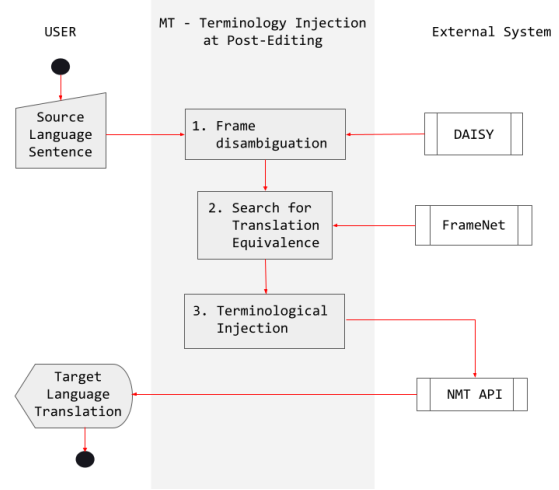 USER
MT - Terminology Injection
at Post-Editing
External System
Source
Language
Sentence
1. Frame
disambiguation
DAISY
2. Search for
Translation
Equivalence
FrameNet
3. Terminological
Injection
Target
Language
Translation
NMT API